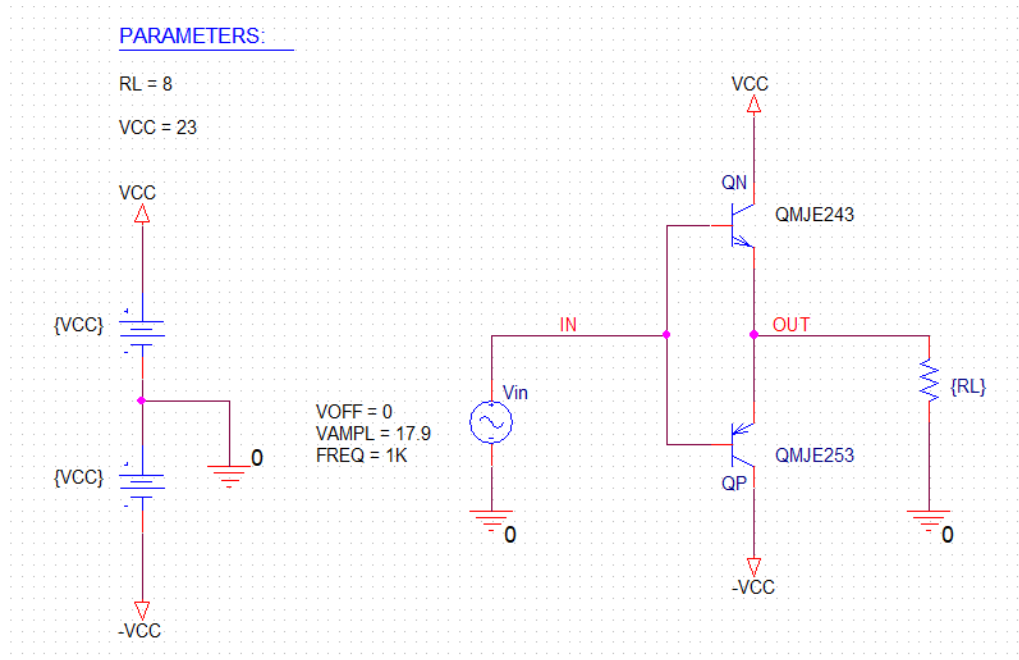 PARAMETERS:
RL = 8
VCC = 23
VCC
{VCC}
{VCC}
0
-VCC
VOFF = 0
VAMPL = 17.9
FREQ = 1K
Vin
0
IN
VCC
QN
QMJE243
OUT
{RL}
QMJE253
QP
-VCC
0